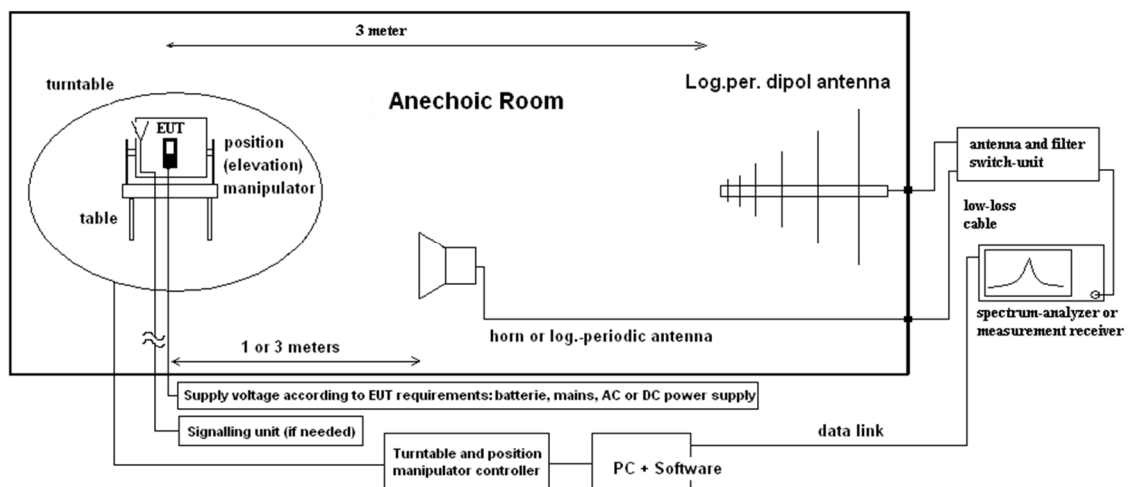 3 meter
turntable
Log.per. dipol antenna
Anechoic Room
EUT
position
(elevation)
manipulator
table
antenna and filter
switch-unit
low-loss
cable
spectrum-analyzer or
measurement receiver
horn or log.-periodic antenna
1 or 3 meters
Supply voltage according to EUT requirements: batterie, mains, AC or DC power supply
Signalling unit (if needed)
data link
Turntable and position
manipulator controller
PC + Software